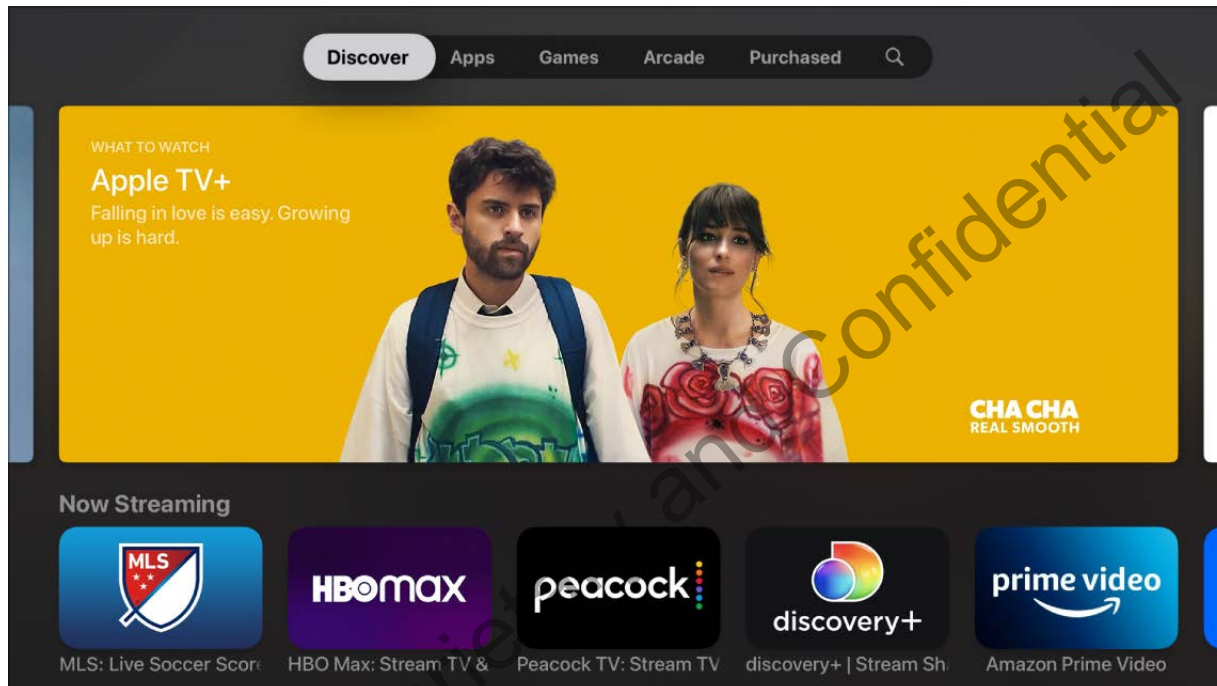 Discover Apps Games Arcade Purchased
WHAT TO WATCH
Apple TV+
Falling in love is easy. Growing
up is hard.
CHA CHA
REAL SMOOTH
Now Streaming
MLS
HBOmax
peacock
discovery+
prime video
MLS: Live Soccer Scor
HBO Max: Stream TV &
Peacock TV: Stream TV
discovery+ | Stream Sh
Amazon Prime Video
and Confidential